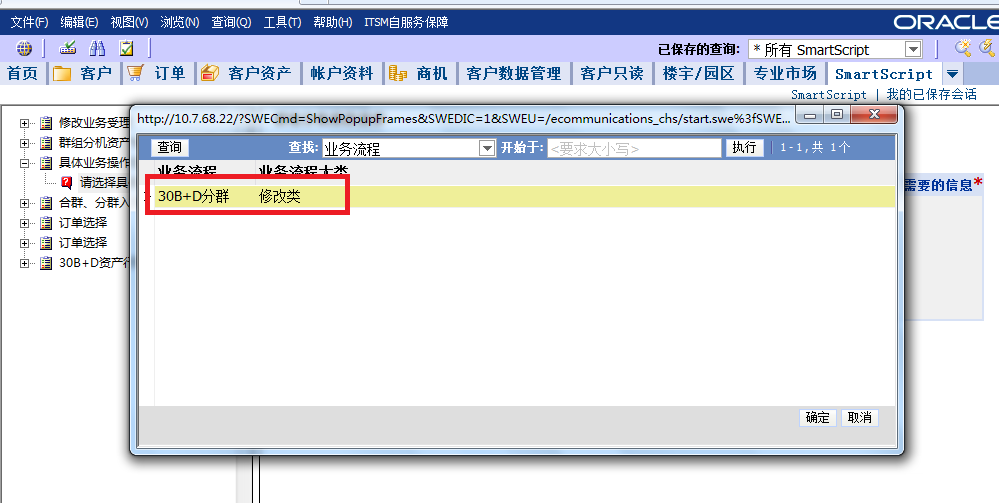 文件(F) 编辑(E) 视图(V) 浏览(N) 查询(Q) 工具(T) 帮助(H) ITSM自服务保障
ORACLE
已保存的查询: * 所有 SmartScript
首页 客户 订单 客户资产 帐户资料 商机 客户数据管理 客户只读 楼宇/园区 专业市场 SmartScript
SmartScript | 我的已保存会话
http://10.7.68.22/?SWECmd=ShowPopupFrames&SWEDIC=1&SWEU=/ecommunications_chs/start.swe%3fSWE...
查询 查找: 业务流程 开始于: <要求大小写> 执行 1-1,共 1个
业务流程 业务流程大类
30B+D分群 修改类
确定 取消
修改业务受理
群组分机资产
具体业务操作
请选择具
合群、分群入
订单选择
订单选择
30B+D资产行
需要的信息*